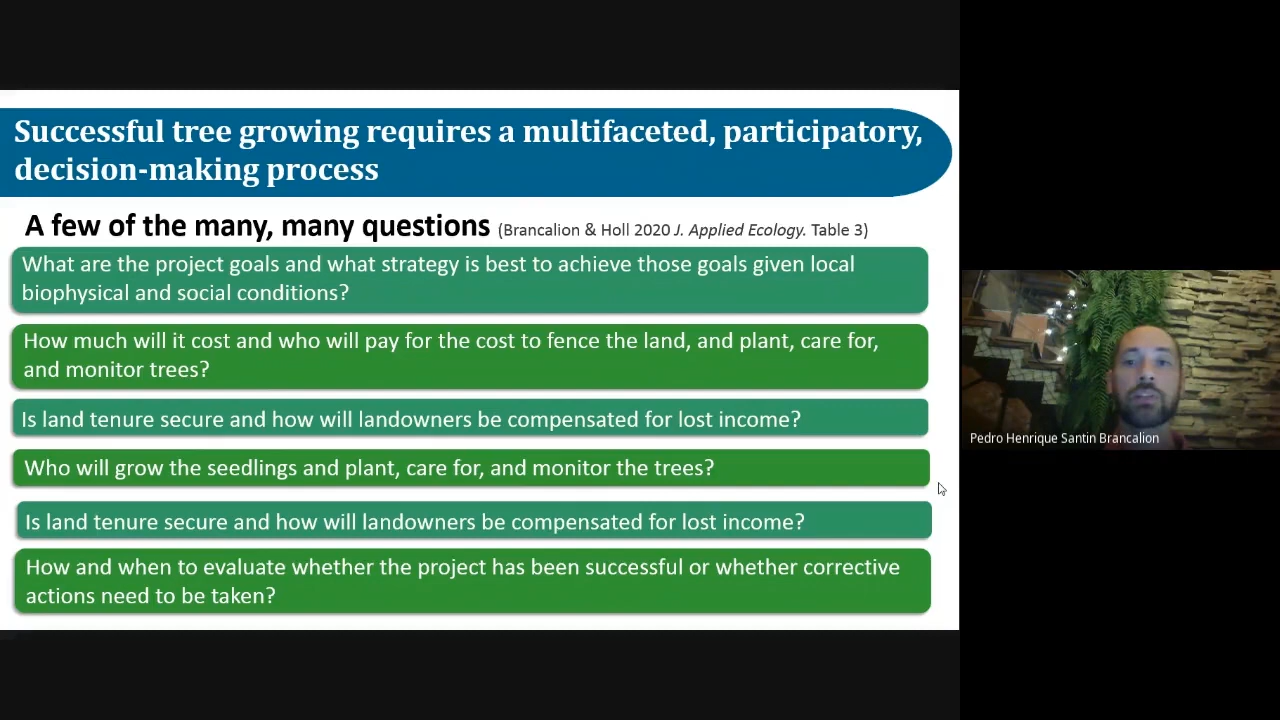 Successful tree growing requires a multifaceted, participatory,
decision-making process
A few of the many, many questions (Brancalion & Holl 2020 J. Applied Ecology. Table 3)
What are the project goals and what strategy is best to achieve those goals given local
biophysical and social conditions?
How much will it cost and who will pay for the cost to fence the land, and plant, care for,
and monitor trees?
Is land tenure secure and how will landowners be compensated for lost income?
Who will grow the seedlings and plant, care for, and monitor the trees?
Is land tenure secure and how will landowners be compensated for lost income?
How and when to evaluate whether the project has been successful or whether corrective
actions need to be taken?
Pedro Henrique Santin Brancalion